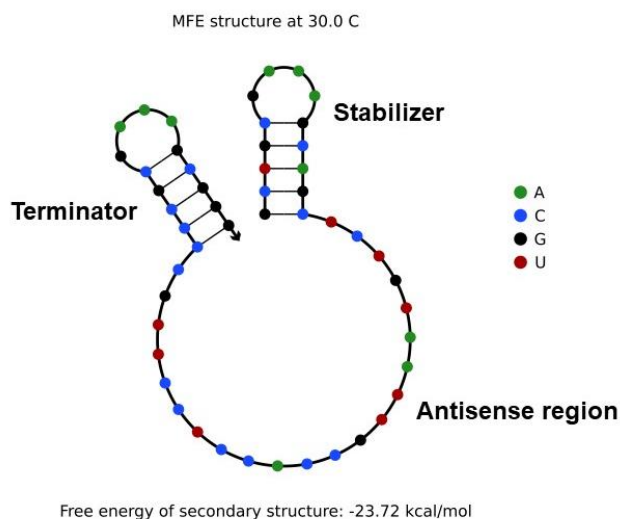 MFE structure at 30.0 C
Stabilizer
Terminator
A
C
G
U
Antisense region
Free energy of secondary structure: -23.72 kcal/mol